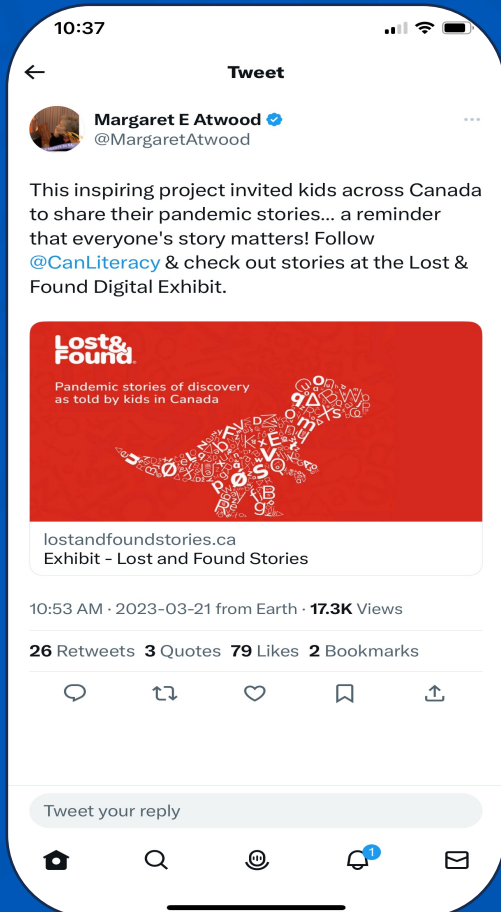 10:37
Tweet
Margaret E Atwood
@MargaretAtwood
This inspiring project invited kids across Canada
to share their pandemic stories... a reminder
that everyone's story matters! Follow
@CanLiteracy & check out stories at the Lost &
Found Digital Exhibit.
Lost&
Found
Pandemic stories of discovery
as told by kids in Canada
lostandfoundstories.ca
Exhibit - Lost and Found Stories
10:53 AM · 2023-03-21 from Earth · 17.3K Views
26 Retweets 3 Quotes 79 Likes 2 Bookmarks
Tweet your reply
1